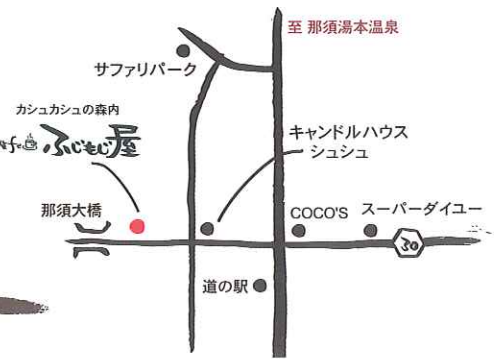 至 那須湯本温泉
サファリパーク
カシュカシュの森内
ふじもじ屋
キャンドルハウス
シュシュ
那須大橋
COCO'S
スーパーダイユー
30
道の駅